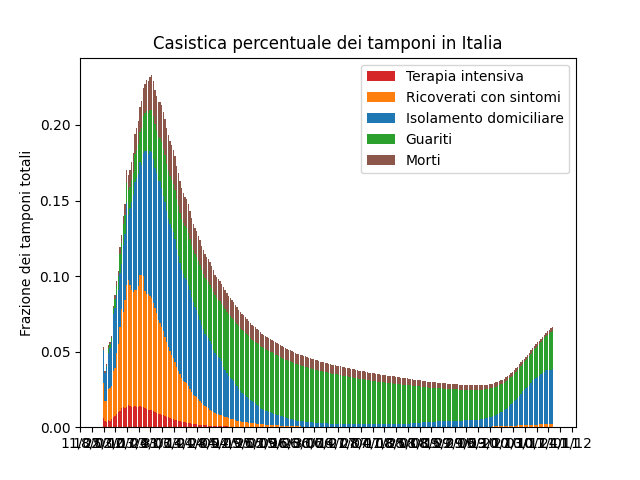 Casistica percentuale dei tamponi in Italia
Terapia intensiva
Ricoverati con sintomi
Isolamento domiciliare
Guariti
Morti
Frazione dei tamponi totali
0.20
0.15
0.10
0.05
0.00